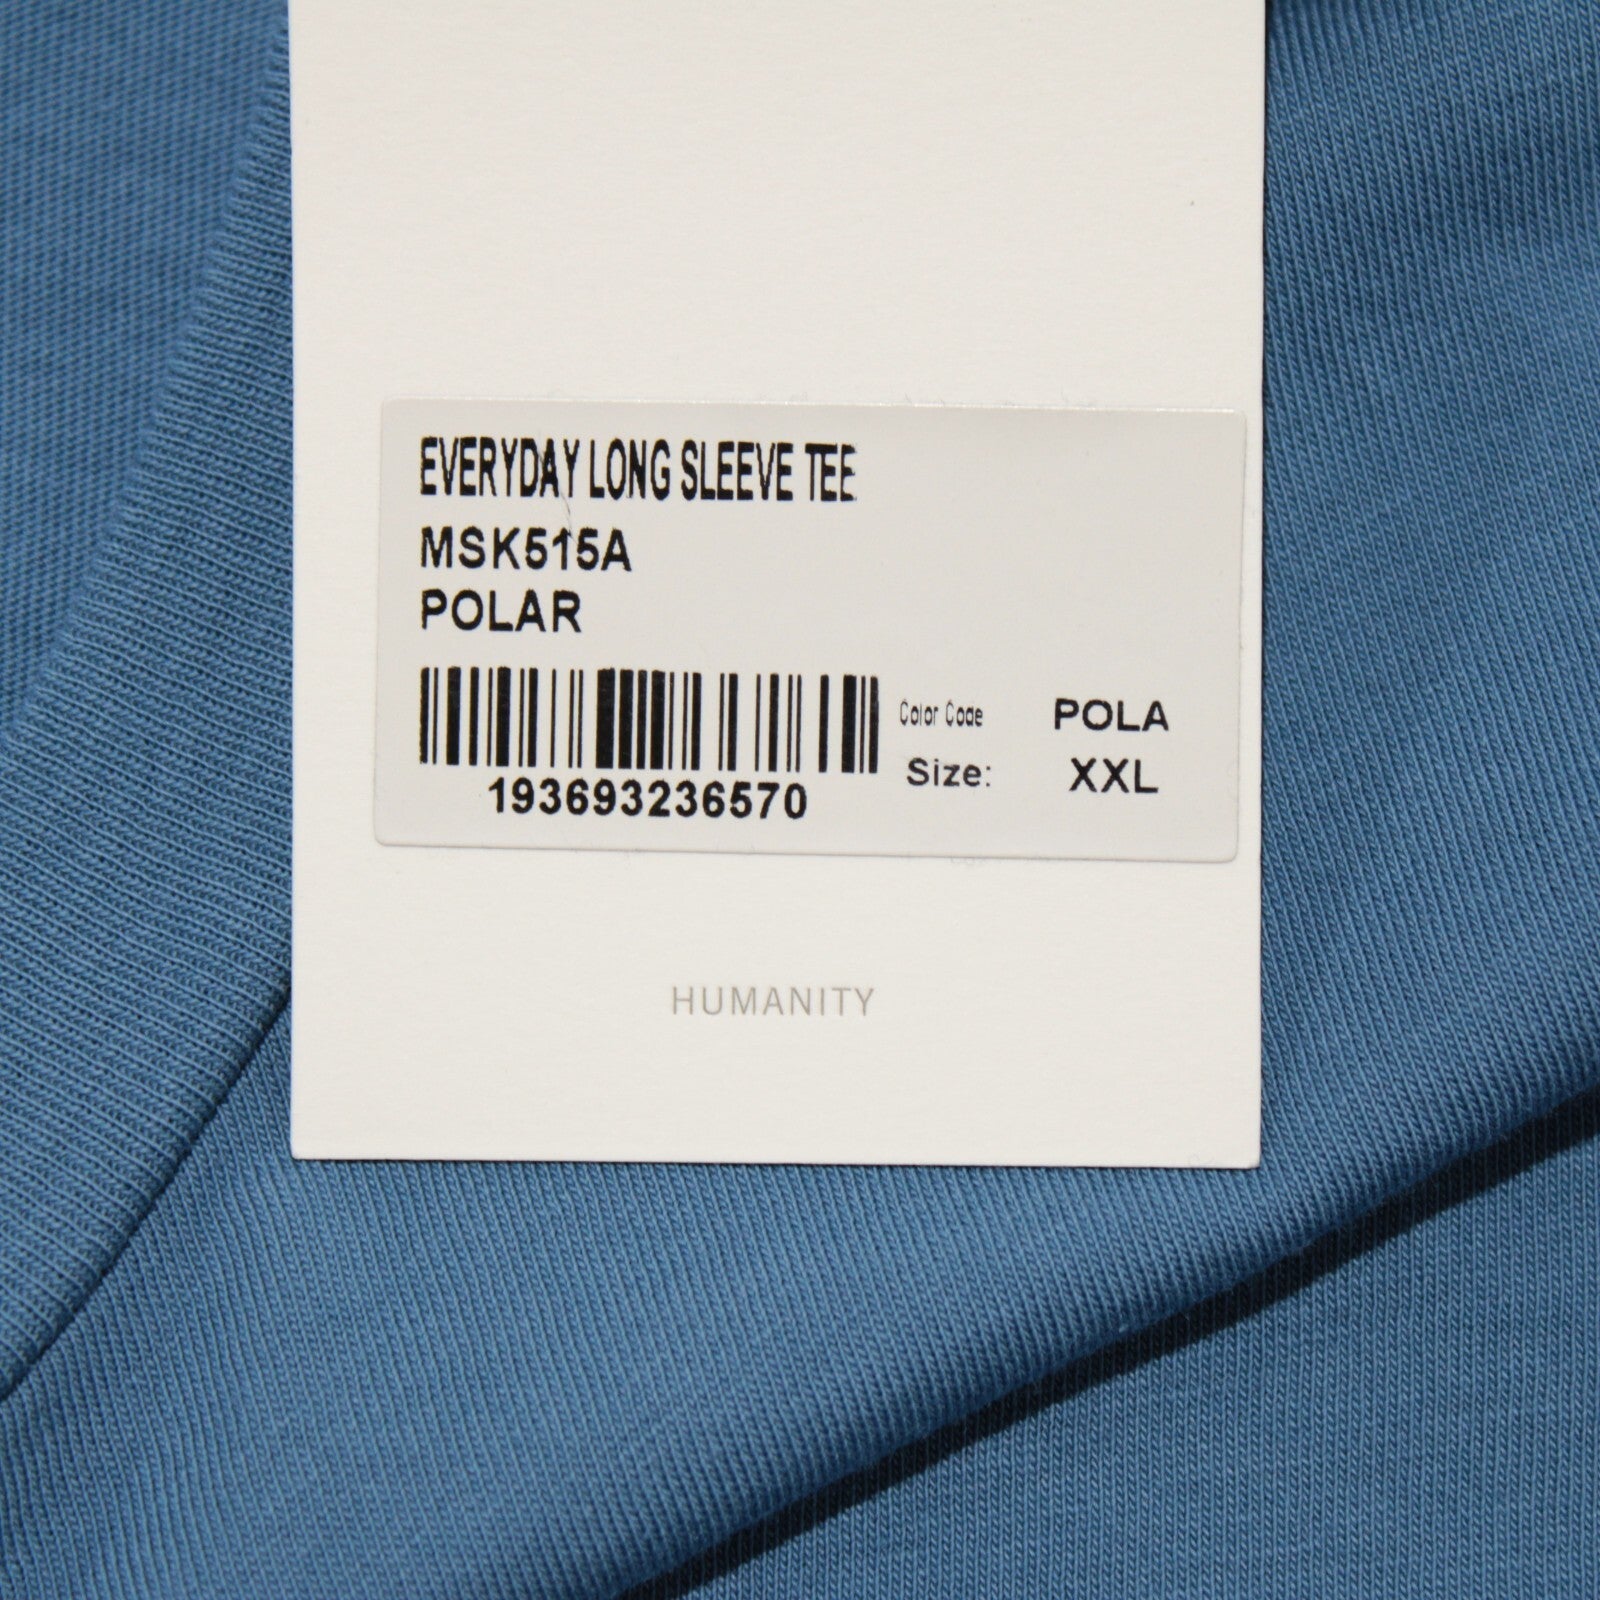 EVERYDAY LONG SLEEVE TEE
MSK515A
POLAR
Color Code POLA
Size: XXL
193693236570
HUMANITY